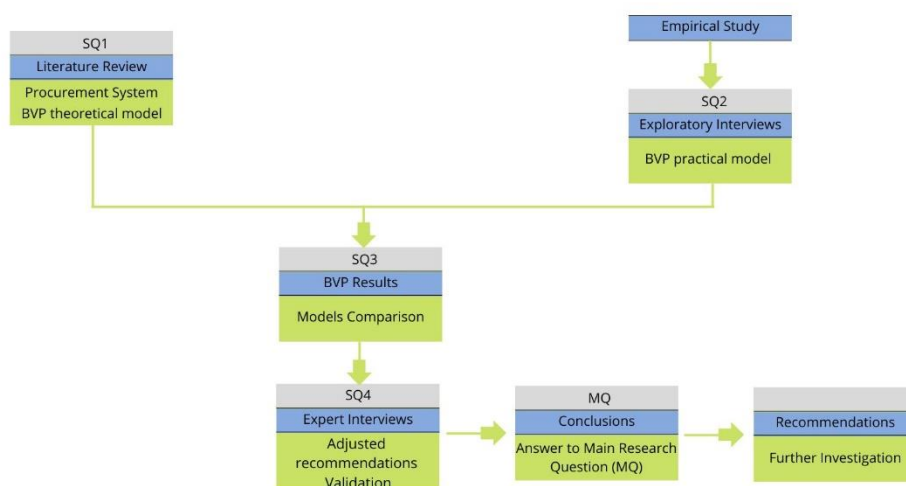 SQ1
Literature Review
Procurement System
BVP theoretical model
Empirical Study
SQ2
Exploratory Interviews
BVP practical model
SQ3
BVP Results
Models Comparison
SQ4
Expert Interviews
Adjusted
recommendations
Validation
MQ
Conclusions
Answer to Main Research
Question (MQ)
Recommendations
Further Investigation